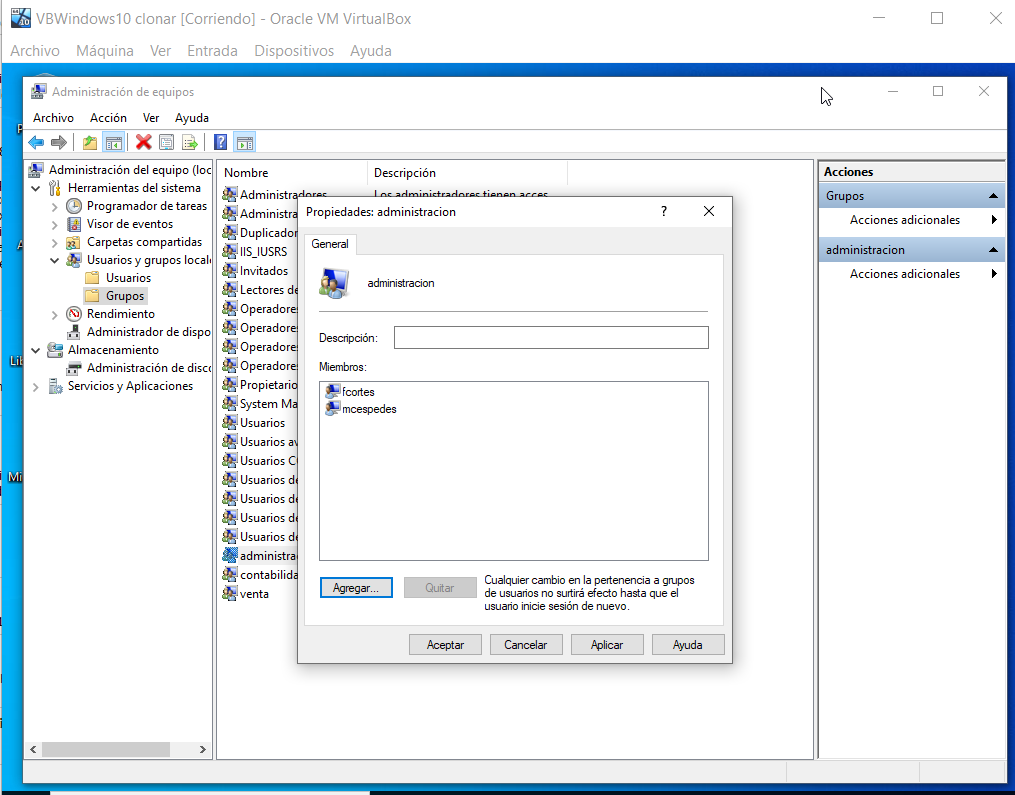 VBWindows10 clonar [Corriendo] - Oracle VM VirtualBox
Archivo Máquina Ver Entrada Dispositivos Ayuda
Administración de equipos
Archivo Acción Ver Ayuda
Administración del equipo (loc
Herramientas del sistema
Programador de tareas
Visor de eventos
Carpetas compartidas
Usuarios y grupos locale
Usuarios
Grupos
Rendimiento
Administrador de dispo
Almacenamiento
Administración de disco
Servicios y Aplicaciones
Nombre Descripción
Administradores Los administradores tienen acces
Administra
Duplicador
IIS_IUSRS
Invitados
Lectores de
Operadores
Operadores
Operadores
Operadores
Propietario
System Ma
Usuarios
Usuarios av
Usuarios CO
Usuarios de
Usuarios de
Usuarios de
Usuarios de
administrac
contabilida
venta
Propiedades: administracion
General
administracion
Descripción:
Miembros:
fcortes
mcespedes
Agregar...
Quitar
Cualquier cambio en la pertenencia a grupos
de usuarios no surtirá efecto hasta que el
usuario inicie sesión de nuevo.
Aceptar Cancelar Aplicar Ayuda
Acciones
Grupos
Acciones adicionales
administracion
Acciones adicionales